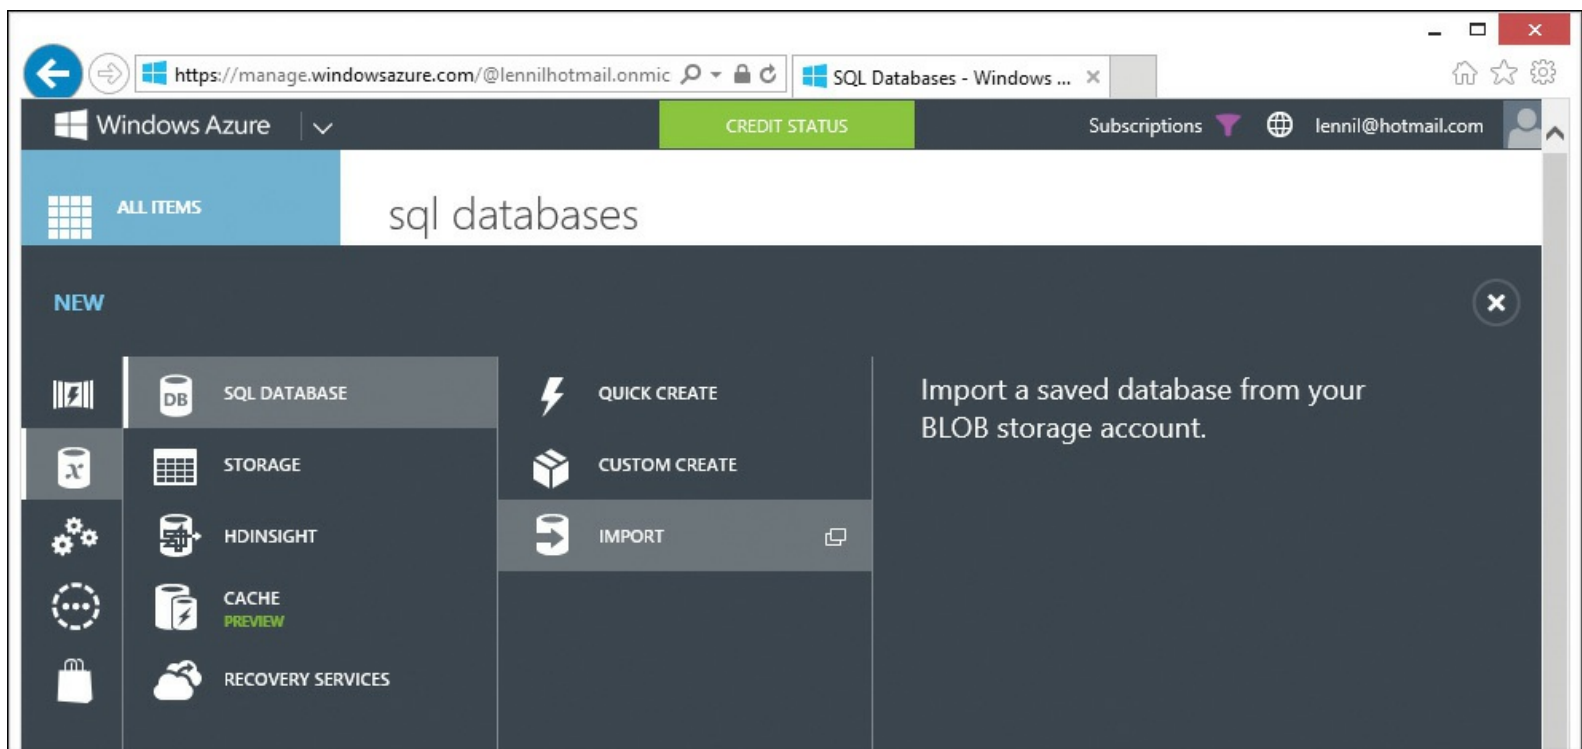 https://manage.windowsazure.com/@lennilhotmail.onmic
SQL Databases - Windows ...
Windows Azure
CREDIT STATUS
Subscriptions
lennil@hotmail.com
ALL ITEMS
sql databases
NEW
SQL DATABASE
STORAGE
HDINSIGHT
CACHE
PREVIEW
RECOVERY SERVICES
QUICK CREATE
CUSTOM CREATE
IMPORT
Import a saved database from your
BLOB storage account.
DB
x